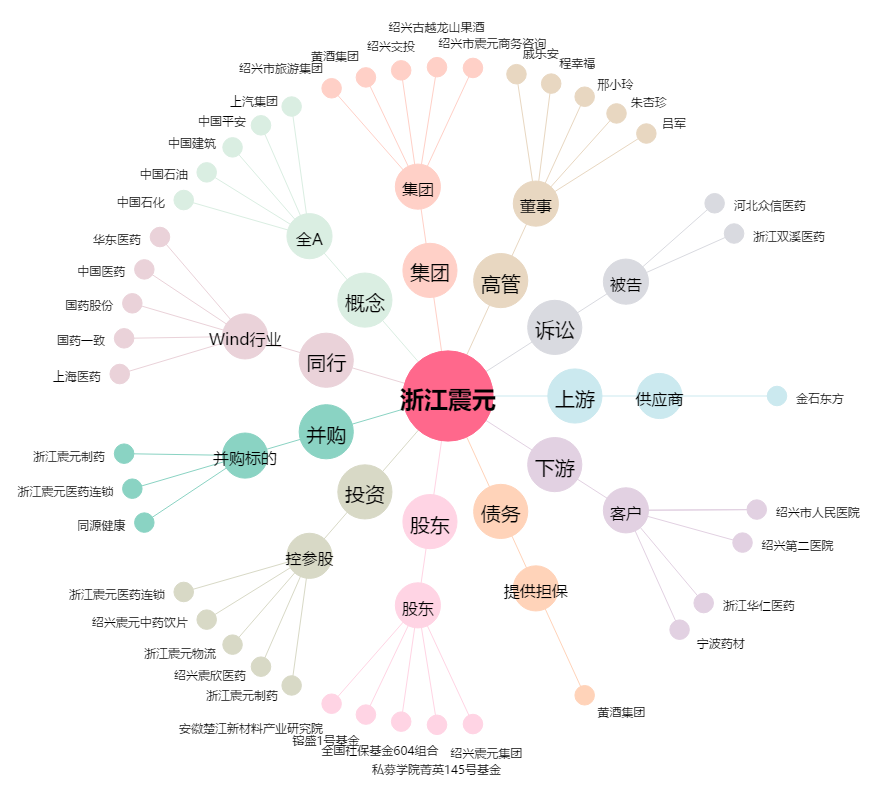 绍兴古越龙山果酒
绍兴交投
绍兴市震元商务咨询
黄酒集团
绍兴市旅游集团
戚乐安
程幸福
邢小玲
朱杏珍
吕军
上汽集团
中国平安
中国建筑
中国石油
中国石化
集团
董事
全A
集团
高管
概念
河北众信医药
浙江双溪医药
被告
诉讼
华东医药
中国医药
国药股份
国药一致
上海医药
Wind行业
同行
浙江震元
上游
供应商
金石东方
并购
并购标的
浙江震元制药
浙江震元医药连锁
同源健康
下游
客户
绍兴市人民医院
绍兴第二医院
浙江华仁医药
宁波药材
投资
控参股
浙江震元医药连锁
绍兴震元中药饮片
浙江震元物流
绍兴震欣医药
浙江震元制药
股东
股东
安徽楚江新材料产业研究院
镕盛1号基金
全国社保基金604组合
私募学院菁英145号基金
绍兴震元集团
债务
提供担保
黄酒集团